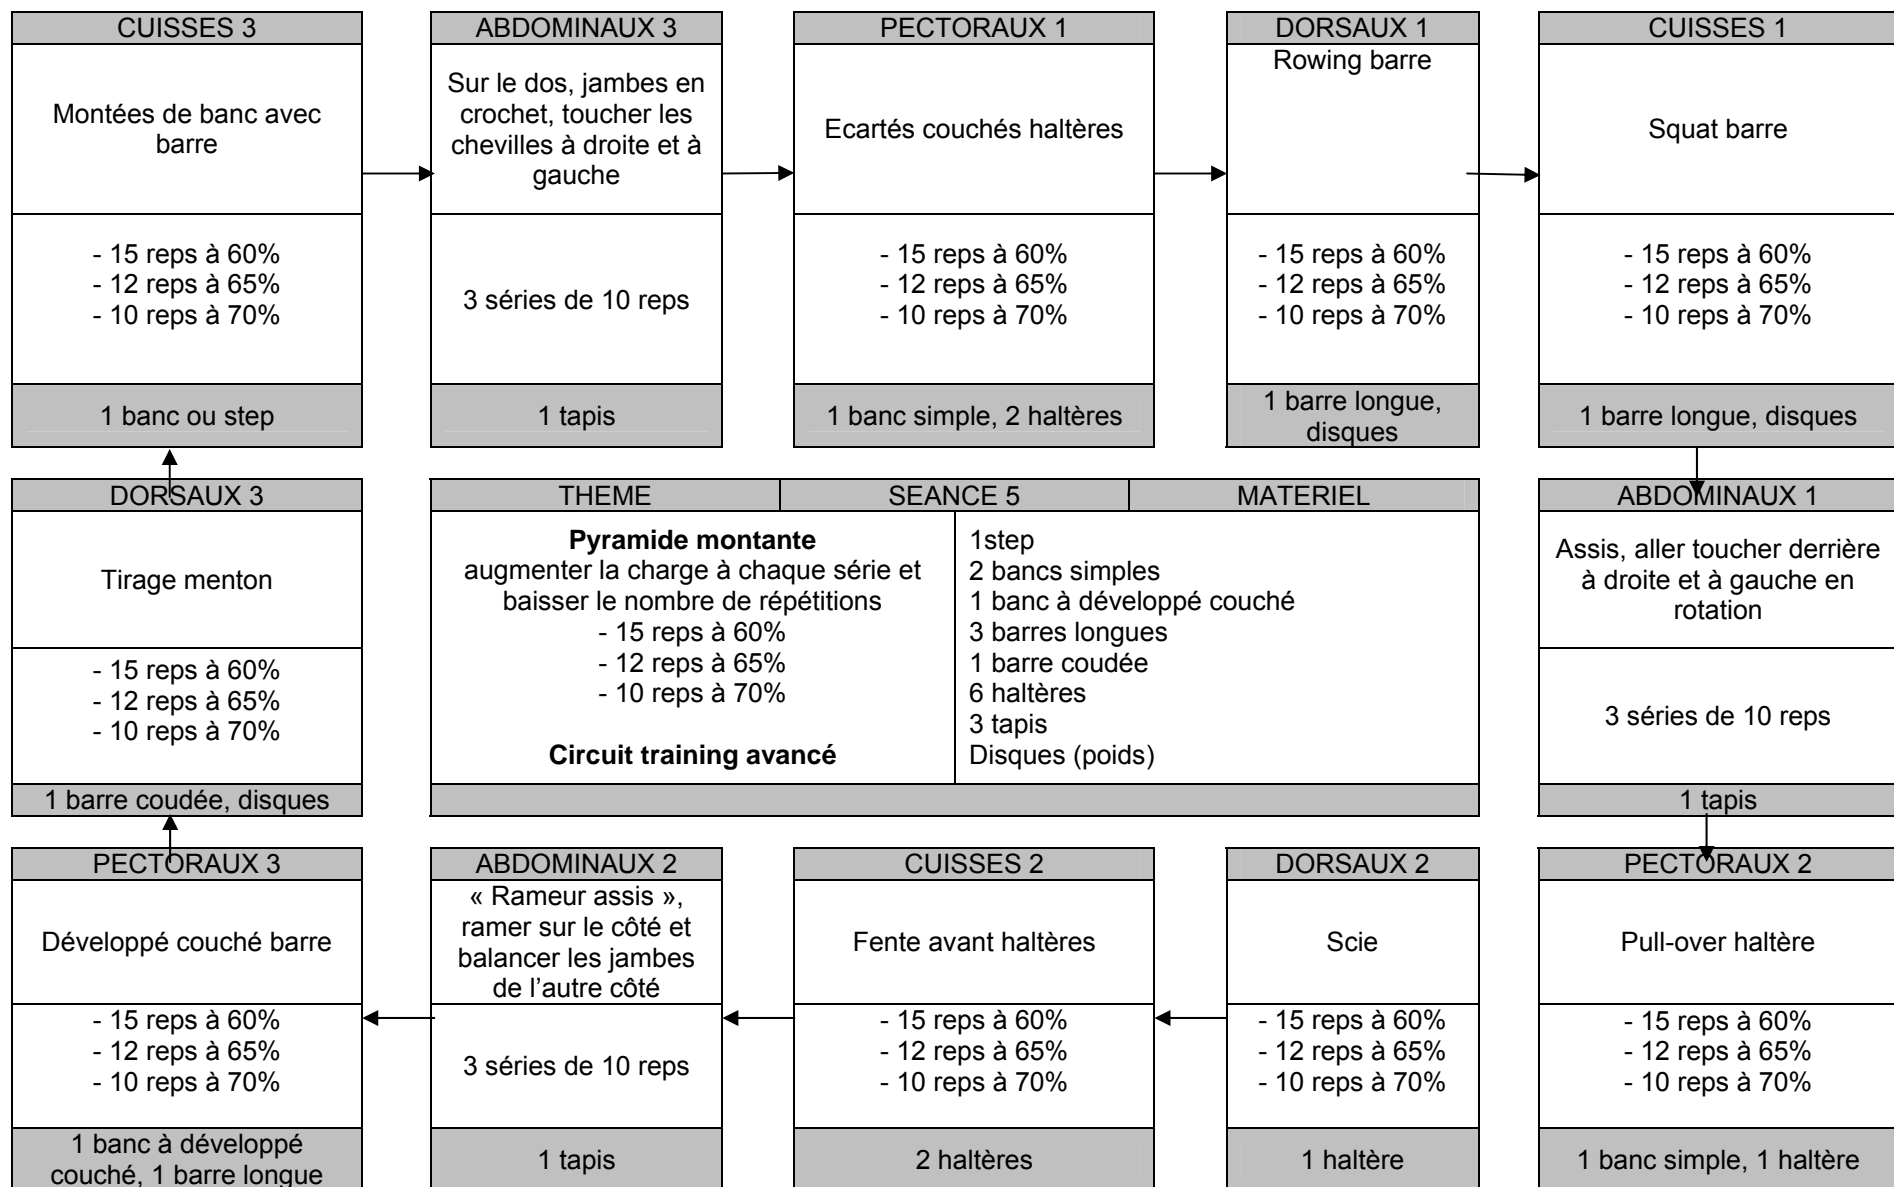 CUISSES 3
Montées de banc avec
barre
- 15 reps à 60%
- 12 reps à 65%
- 10 reps à 70%
1 banc ou step
ABDOMINAUX 3
Sur le dos, jambes en
crochet, toucher les
chevilles à droite et à
gauche
3 séries de 10 reps
1 tapis
PECTORAUX 1
Ecartés couchés haltères
- 15 reps à 60%
- 12 reps à 65%
- 10 reps à 70%
1 banc simple, 2 haltères
DORSAUX 1
Rowing barre
- 15 reps à 60%
- 12 reps à 65%
- 10 reps à 70%
1 barre longue,
disques
CUISSES 1
Squat barre
- 15 reps à 60%
- 12 reps à 65%
- 10 reps à 70%
1 barre longue, disques
DORSAUX 3
Tirage menton
- 15 reps à 60%
- 12 reps à 65%
- 10 reps à 70%
1 barre coudée, disques
THEME
SEANCE 5
MATERIEL
Pyramide montante
augmenter la charge à chaque série et
baisser le nombre de répétitions
- 15 reps à 60%
- 12 reps à 65%
- 10 reps à 70%
Circuit training avancé
1step
2 bancs simples
1 banc à développé couché
3 barres longues
1 barre coudée
6 haltères
3 tapis
Disques (poids)
ABDOMINAUX 1
Assis, aller toucher derrière
à droite et à gauche en
rotation
3 séries de 10 reps
1 tapis
PECTORAUX 3
Développé couché barre
- 15 reps à 60%
- 12 reps à 65%
- 10 reps à 70%
1 banc à développé
couché, 1 barre longue
ABDOMINAUX 2
« Rameur assis »,
ramer sur le côté et
balancer les jambes
de l'autre côté
3 séries de 10 reps
1 tapis
CUISSES 2
Fente avant haltères
- 15 reps à 60%
- 12 reps à 65%
- 10 reps à 70%
2 haltères
DORSAUX 2
Scie
- 15 reps à 60%
- 12 reps à 65%
- 10 reps à 70%
1 haltère
PECTORAUX 2
Pull-over haltère
- 15 reps à 60%
- 12 reps à 65%
- 10 reps à 70%
1 banc simple, 1 haltère